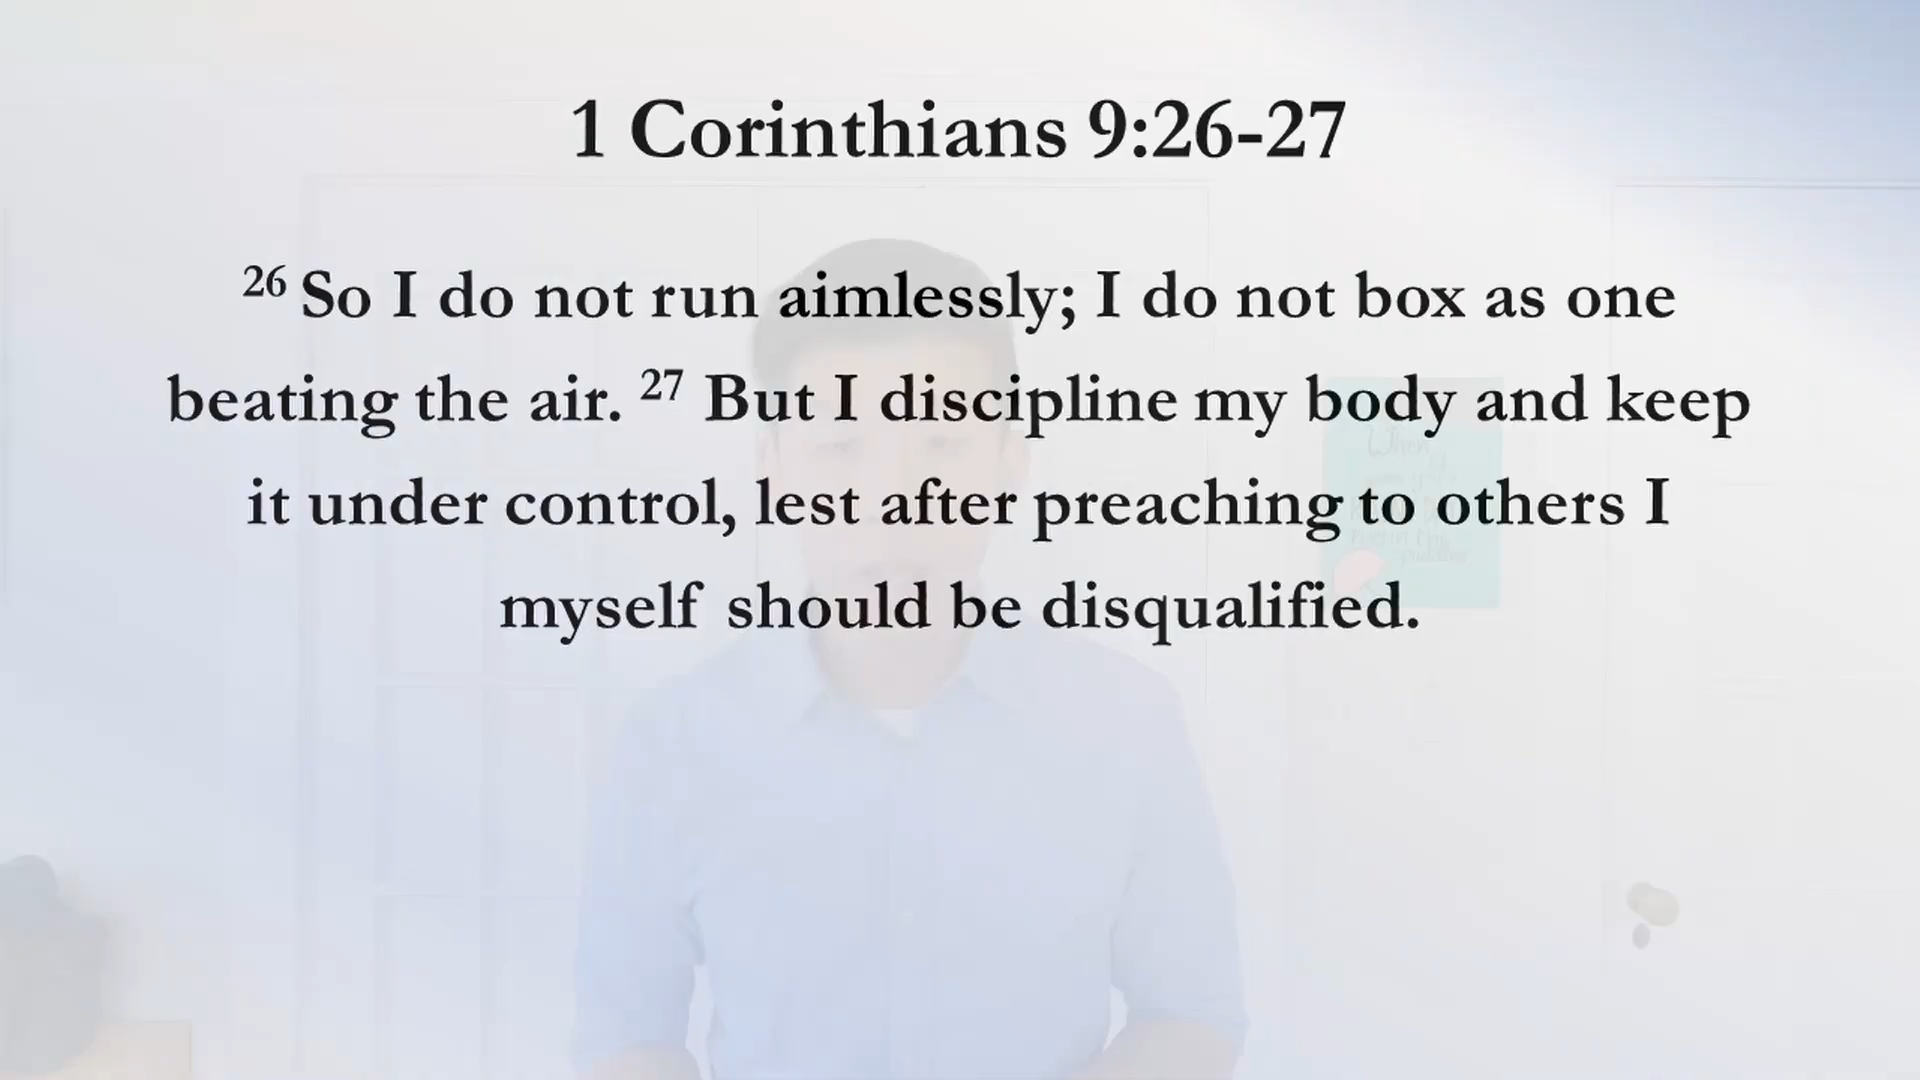 1 Corinthians 9:26-27
26 So I do not run aimlessly; I do not box as one
beating the air. 27 But I discipline my body and keep
it under control, lest after preaching to others I
myself should be disqualified.
When